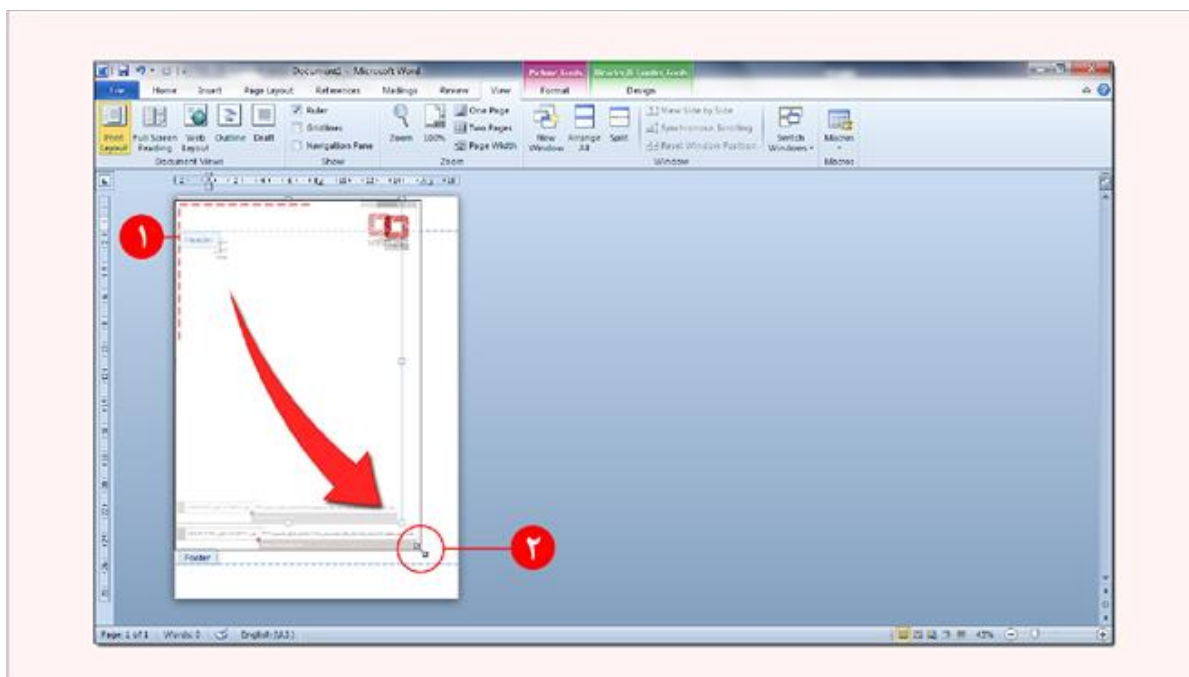 Document1 - Microsoft Word
Picture Tools
Header & Footer Tools
File Home Insert Page Layout References Mailings Review View Format Design
Print Layout
Full Screen Reading
Web Layout
Outline
Draft
Document Views
Ruler
Gridlines
Navigation Pane
Show
Zoom
100%
One Page
Two Pages
Page Width
Zoom
New Window
Arrange All
Split
View Side by Side
Synchronous Scrolling
Reset Window Position
Window
Switch Windows
Macros
Macros
۱
Header
۲
Footer
Page: 1 of 1 Words: 0 English (U.S.) 45%